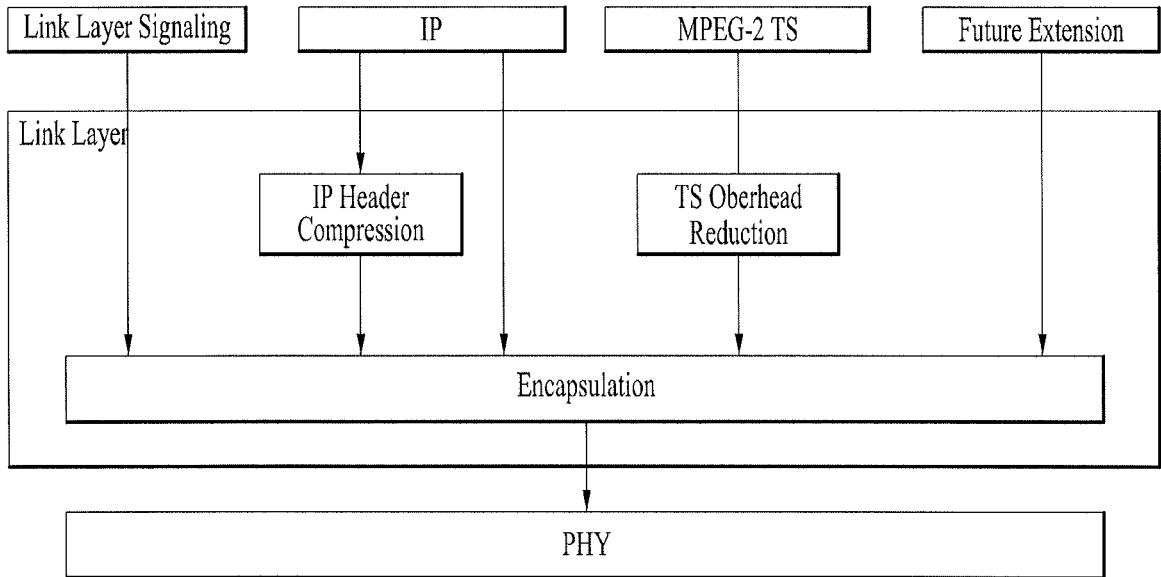 Link Layer Signaling
IP
MPEG-2 TS
Future Extension
Link Layer
IP Header
Compression
TS Oberhead
Reduction
Encapsulation
PHY